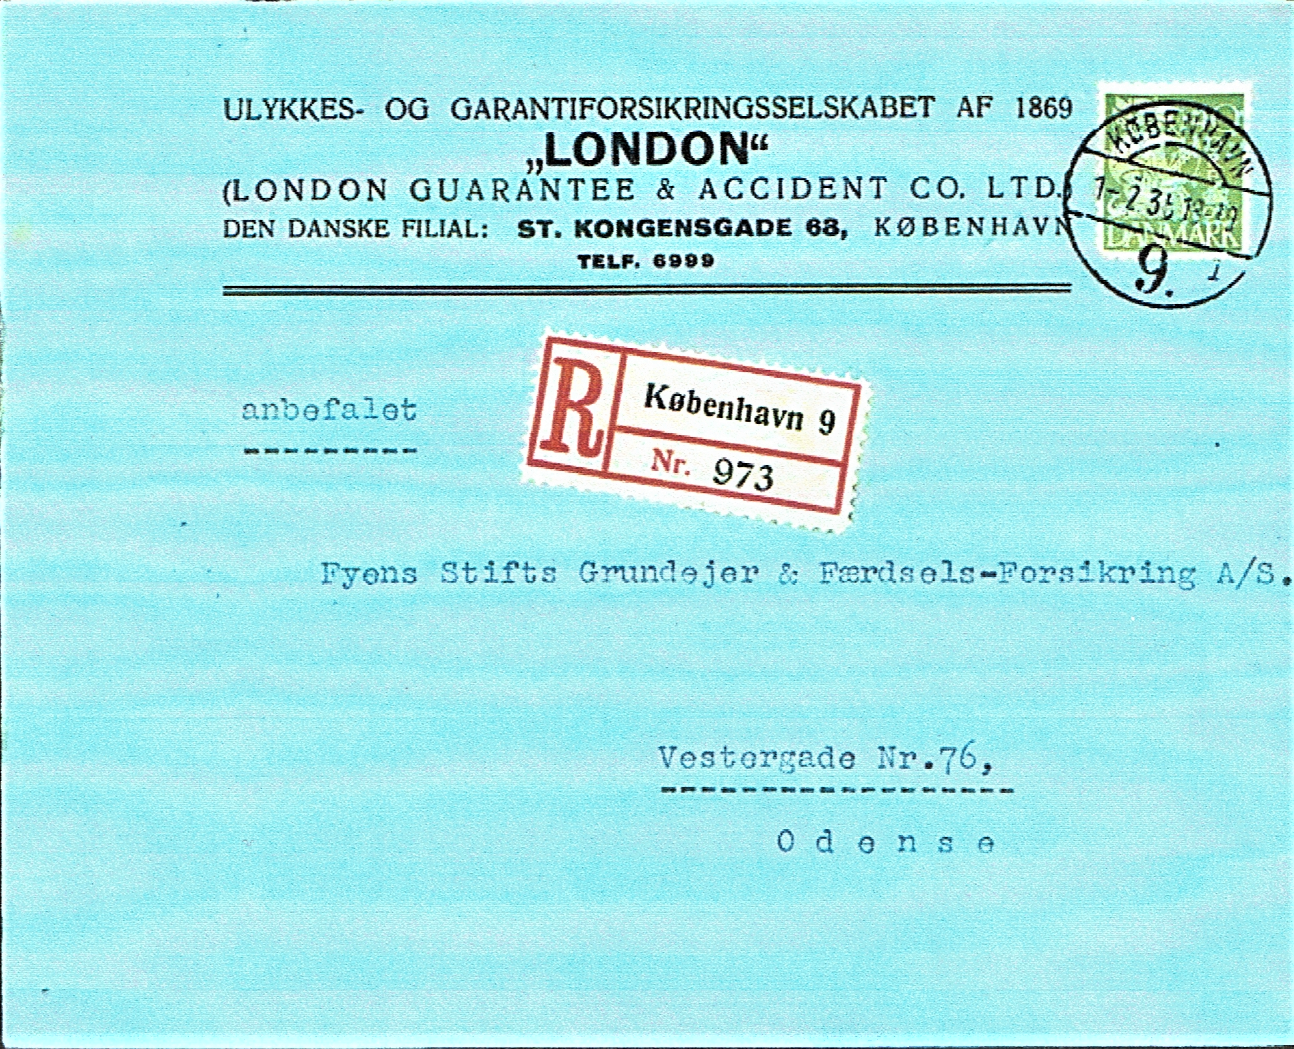 ULYKKES- OG GARANTIFORSIKRINGSSELSKABET AF 1869
„LONDON“
(LONDON GUARANTEE & ACCIDENT CO. LTD.)
DEN DANSKE FILIAL: ST. KONGENSGADE 68, KØBENHAVN
TELF. 6999
KØBENHAVN
DANMARK
9.
R
København 9
Nr. 973
anbefalet
Fyens Stifts Grundejer & Færdsels-Forsikring A/S.
Vestergade Nr.76,
Odense